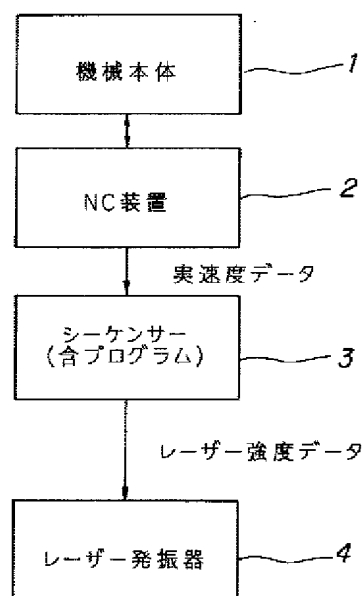 機械本体
1
NC装置
2
実速度データ
シーケンサー
(含プログラム)
3
レーザー強度データ
レーザー発振器
4